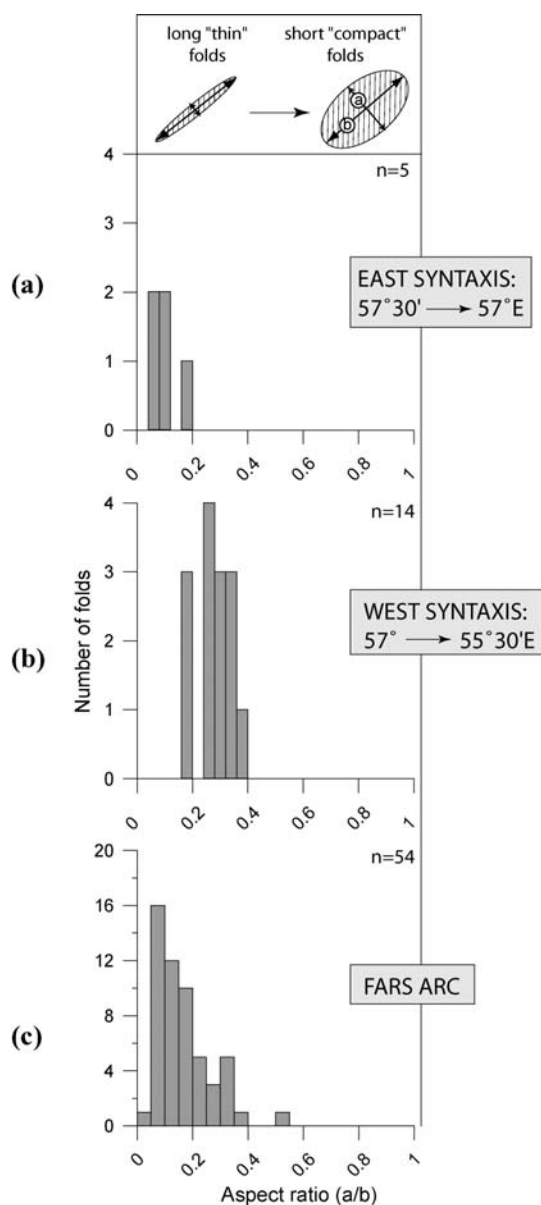 long "thin"
folds
short "compact"
folds
a
b
(a)
4
3
2
1
0
n=5
EAST SYNTAXIS:
57°30' → 57°E
0 0.2 0.4 0.6 0.8 1
(b)
Number of folds
4
3
2
1
0
n=14
WEST SYNTAXIS:
57° → 55°30'E
0 0.2 0.4 0.6 0.8 1
(c)
20
16
12
8
4
0
n=54
FARS ARC
0 0.2 0.4 0.6 0.8 1
Aspect ratio (a/b)